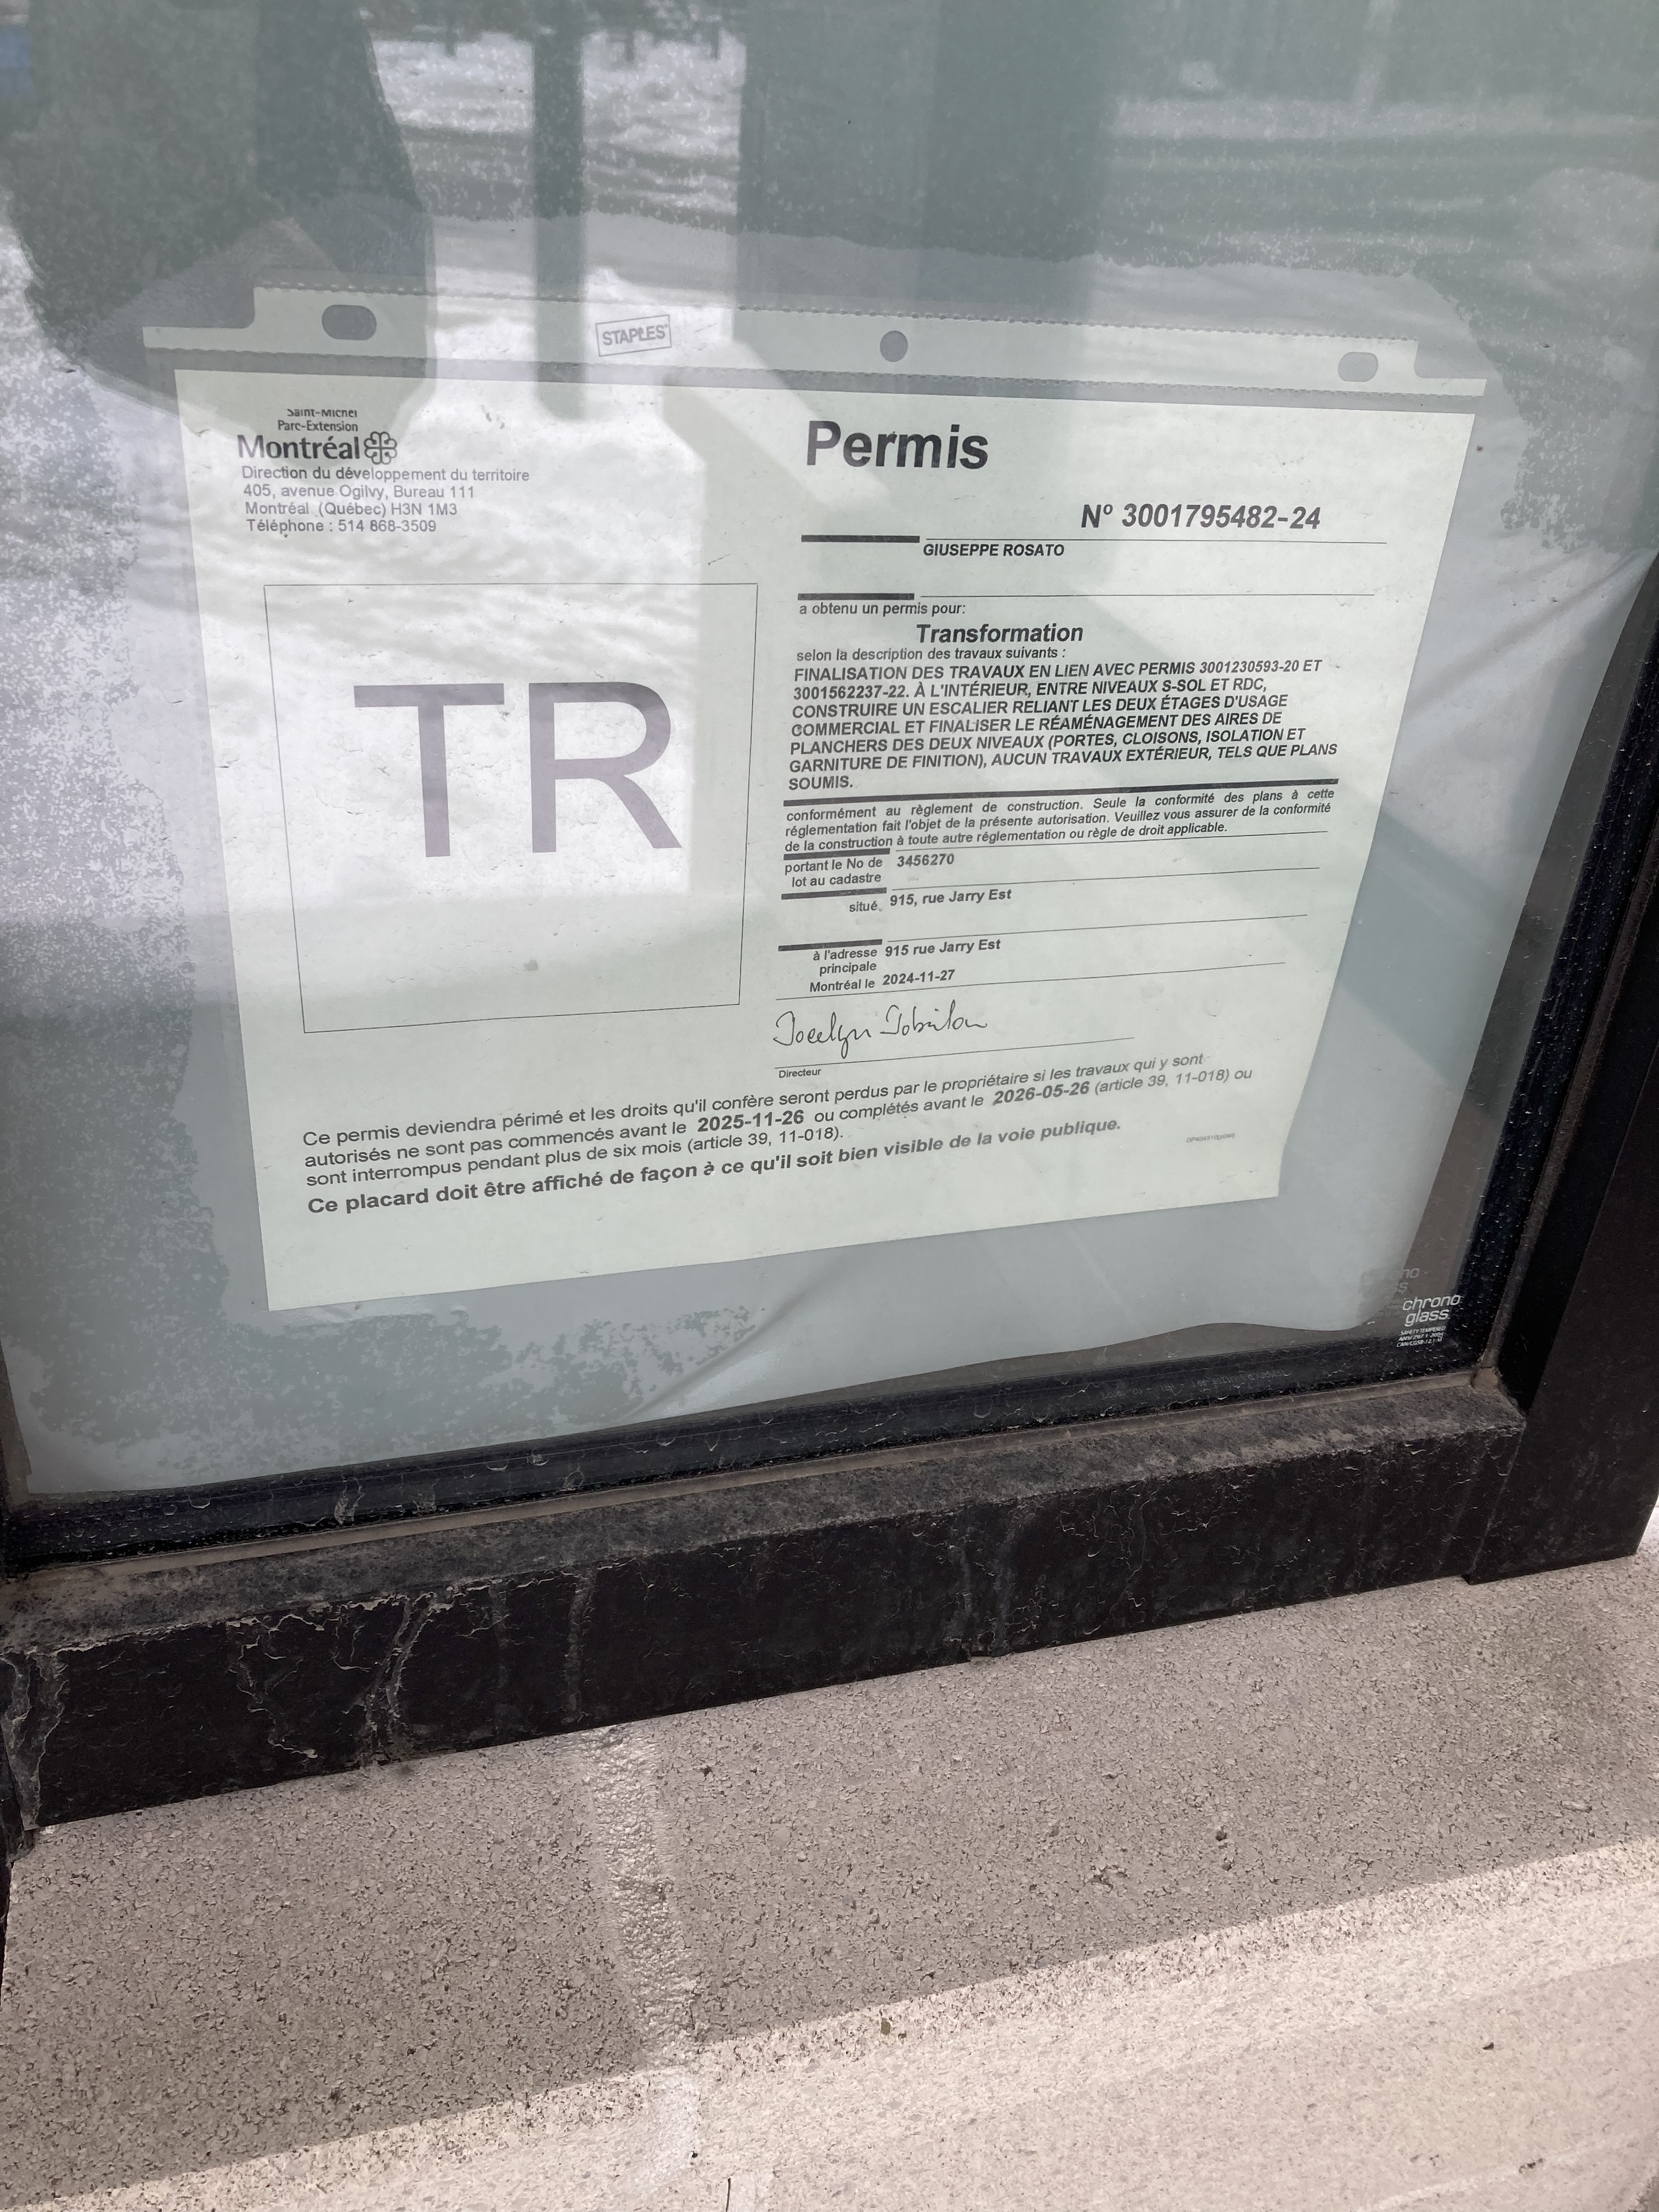 STAPLES
Saint-Michel
Parc-Extension
Montréal
Direction du développement du territoire
405, avenue Ogilvy, Bureau 111
Montréal (Québec) H3N 1M3
Téléphone : 514 868-3509
TR
Permis
Nº 3001795482-24
GIUSEPPE ROSATO
a obtenu un permis pour:
Transformation
selon la description des travaux suivants :
FINALISATION DES TRAVAUX EN LIEN AVEC PERMIS 3001230593-20 ET
3001562237-22. À L'INTÉRIEUR, ENTRE NIVEAUX S-SOL ET RDC,
CONSTRUIRE UN ESCALIER RELIANT LES DEUX ÉTAGES D'USAGE
COMMERCIAL ET FINALISER LE RÉAMÉNAGEMENT DES AIRES DE
PLANCHERS DES DEUX NIVEAUX (PORTES, CLOISONS, ISOLATION ET
GARNITURE DE FINITION), AUCUN TRAVAUX EXTÉRIEUR, TELS QUE PLANS
SOUMIS.
conformément au règlement de construction. Seule la conformité des plans à cette
réglementation fait l'objet de la présente autorisation. Veuillez vous assurer de la conformité
de la construction à toute autre réglementation ou règle de droit applicable.
portant le No de 3456270
lot au cadastre
situé 915, rue Jarry Est
à l'adresse 915 rue Jarry Est
principale
Montréal le 2024-11-27
Jocelyn
Directeur
Ce permis deviendra périmé et les droits qu'il confère seront perdus par le propriétaire si les travaux qui y sont
autorisés ne sont pas commencés avant le 2025-11-26 ou complétés avant le 2026-05-26 (article 39, 11-018) ou
sont interrompus pendant plus de six mois (article 39, 11-018).
Ce placard doit être affiché de façon à ce qu'il soit bien visible de la voie publique.
chrono
glass
SAFETY TEMPERED